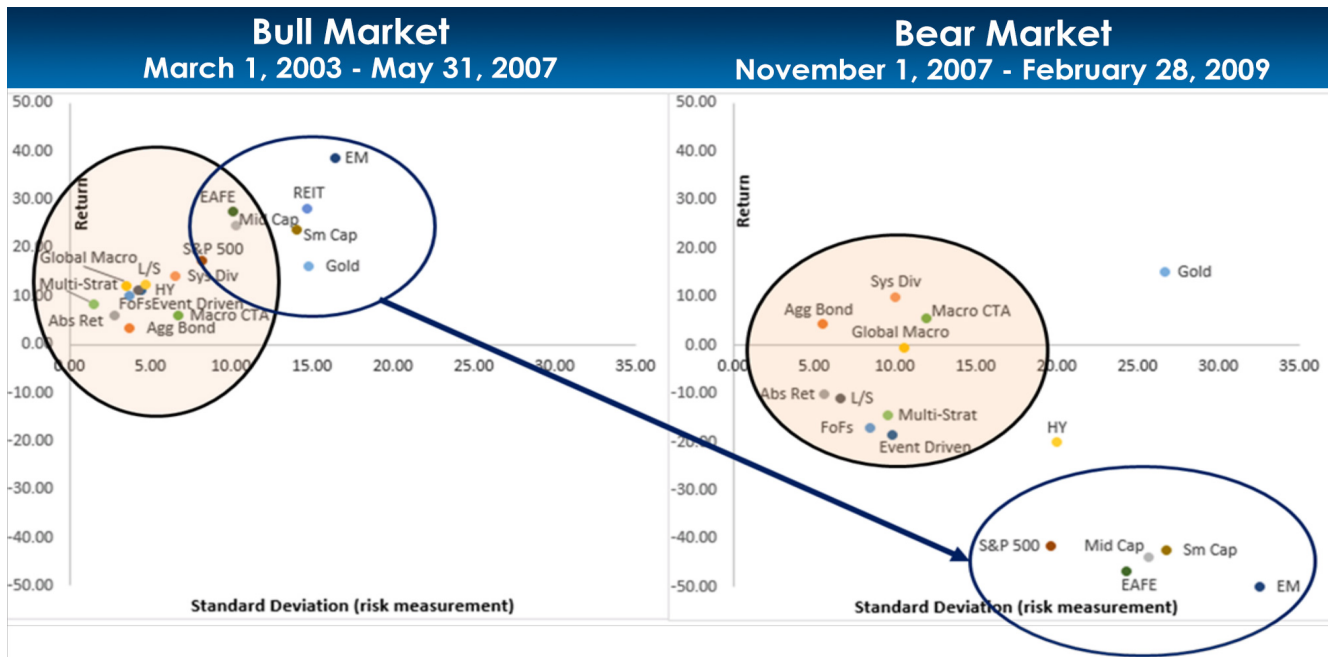 Bull Market
March 1, 2003 - May 31, 2007
50.00
40.00
30.00
20.00
10.00
0.00
-10.00
-20.00
-30.00
-40.00
-50.00
Return
EM
REIT
EAFE
Mid Cap
Sm Cap
S&P 500
Gold
Global Macro
L/S
Sys Div
Multi-Strat
HY
FoFs
Event Driven
Abs Ret
Macro CTA
Agg Bond
0.00 5.00 10.00 15.00 20.00 25.00 30.00 35.00
Standard Deviation (risk measurement)
Bear Market
November 1, 2007 - February 28, 2009
50.00
40.00
30.00
20.00
10.00
0.00
-10.00
-20.00
-30.00
-40.00
-50.00
Return
Gold
Sys Div
Agg Bond
Macro CTA
Global Macro
0.00 5.00 10.00 15.00 20.00 25.00 30.00 35.00
Abs Ret
L/S
Multi-Strat
FoFs
HY
Event Driven
S&P 500
Mid Cap
Sm Cap
EAFE
EM
Standard Deviation (risk measurement)